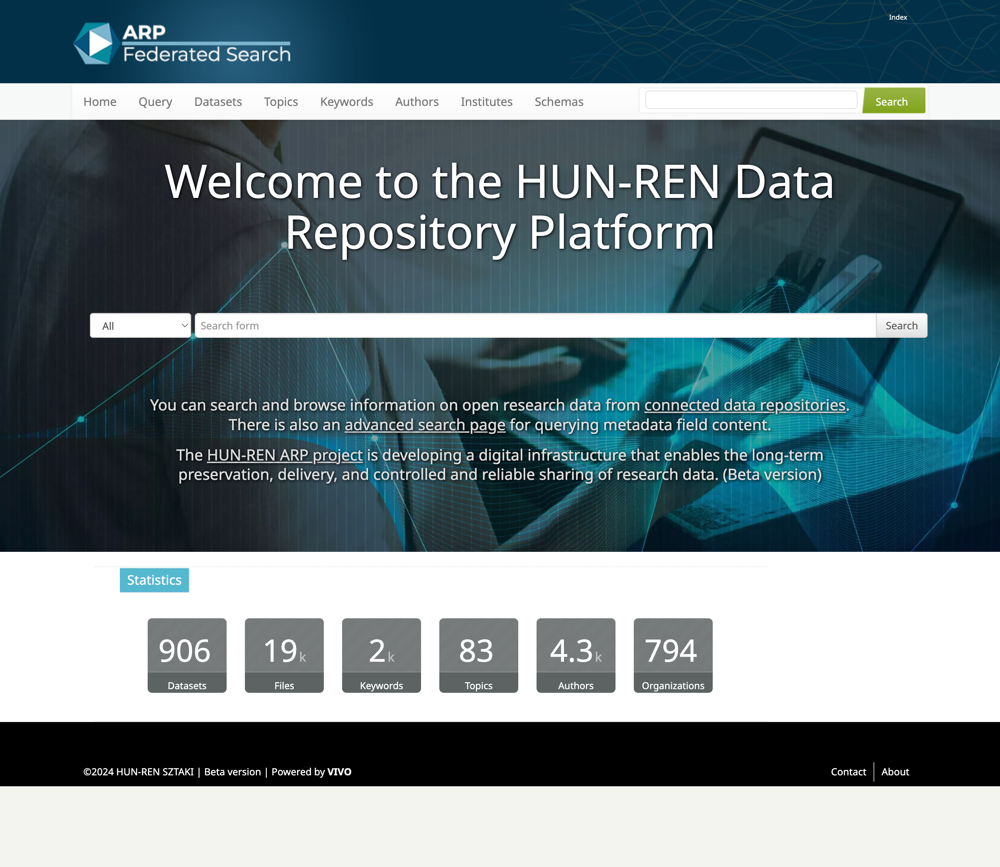 Index
ARP
Federated Search
Home Query Datasets Topics Keywords Authors Institutes Schemas Search
Welcome to the HUN-REN Data
Repository Platform
All Search form Search
You can search and browse information on open research data from connected data repositories.
There is also an advanced search page for querying metadata field content.
The HUN-REN ARP project is developing a digital infrastructure that enables the long-term
preservation, delivery, and controlled and reliable sharing of research data. (Beta version)
Statistics
906 19 k 2 k 83 4.3 k 794
Datasets Files Keywords Topics Authors Organizations
©2024 HUN-REN SZTAKI | Beta version | Powered by VIVO Contact About